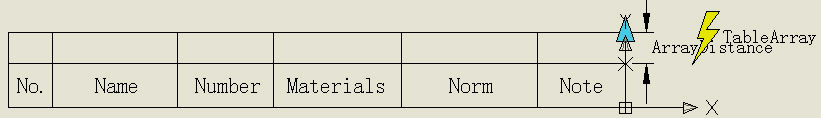 TableArray
ArrayDistance
No. Name Number Materials Norm Note
X